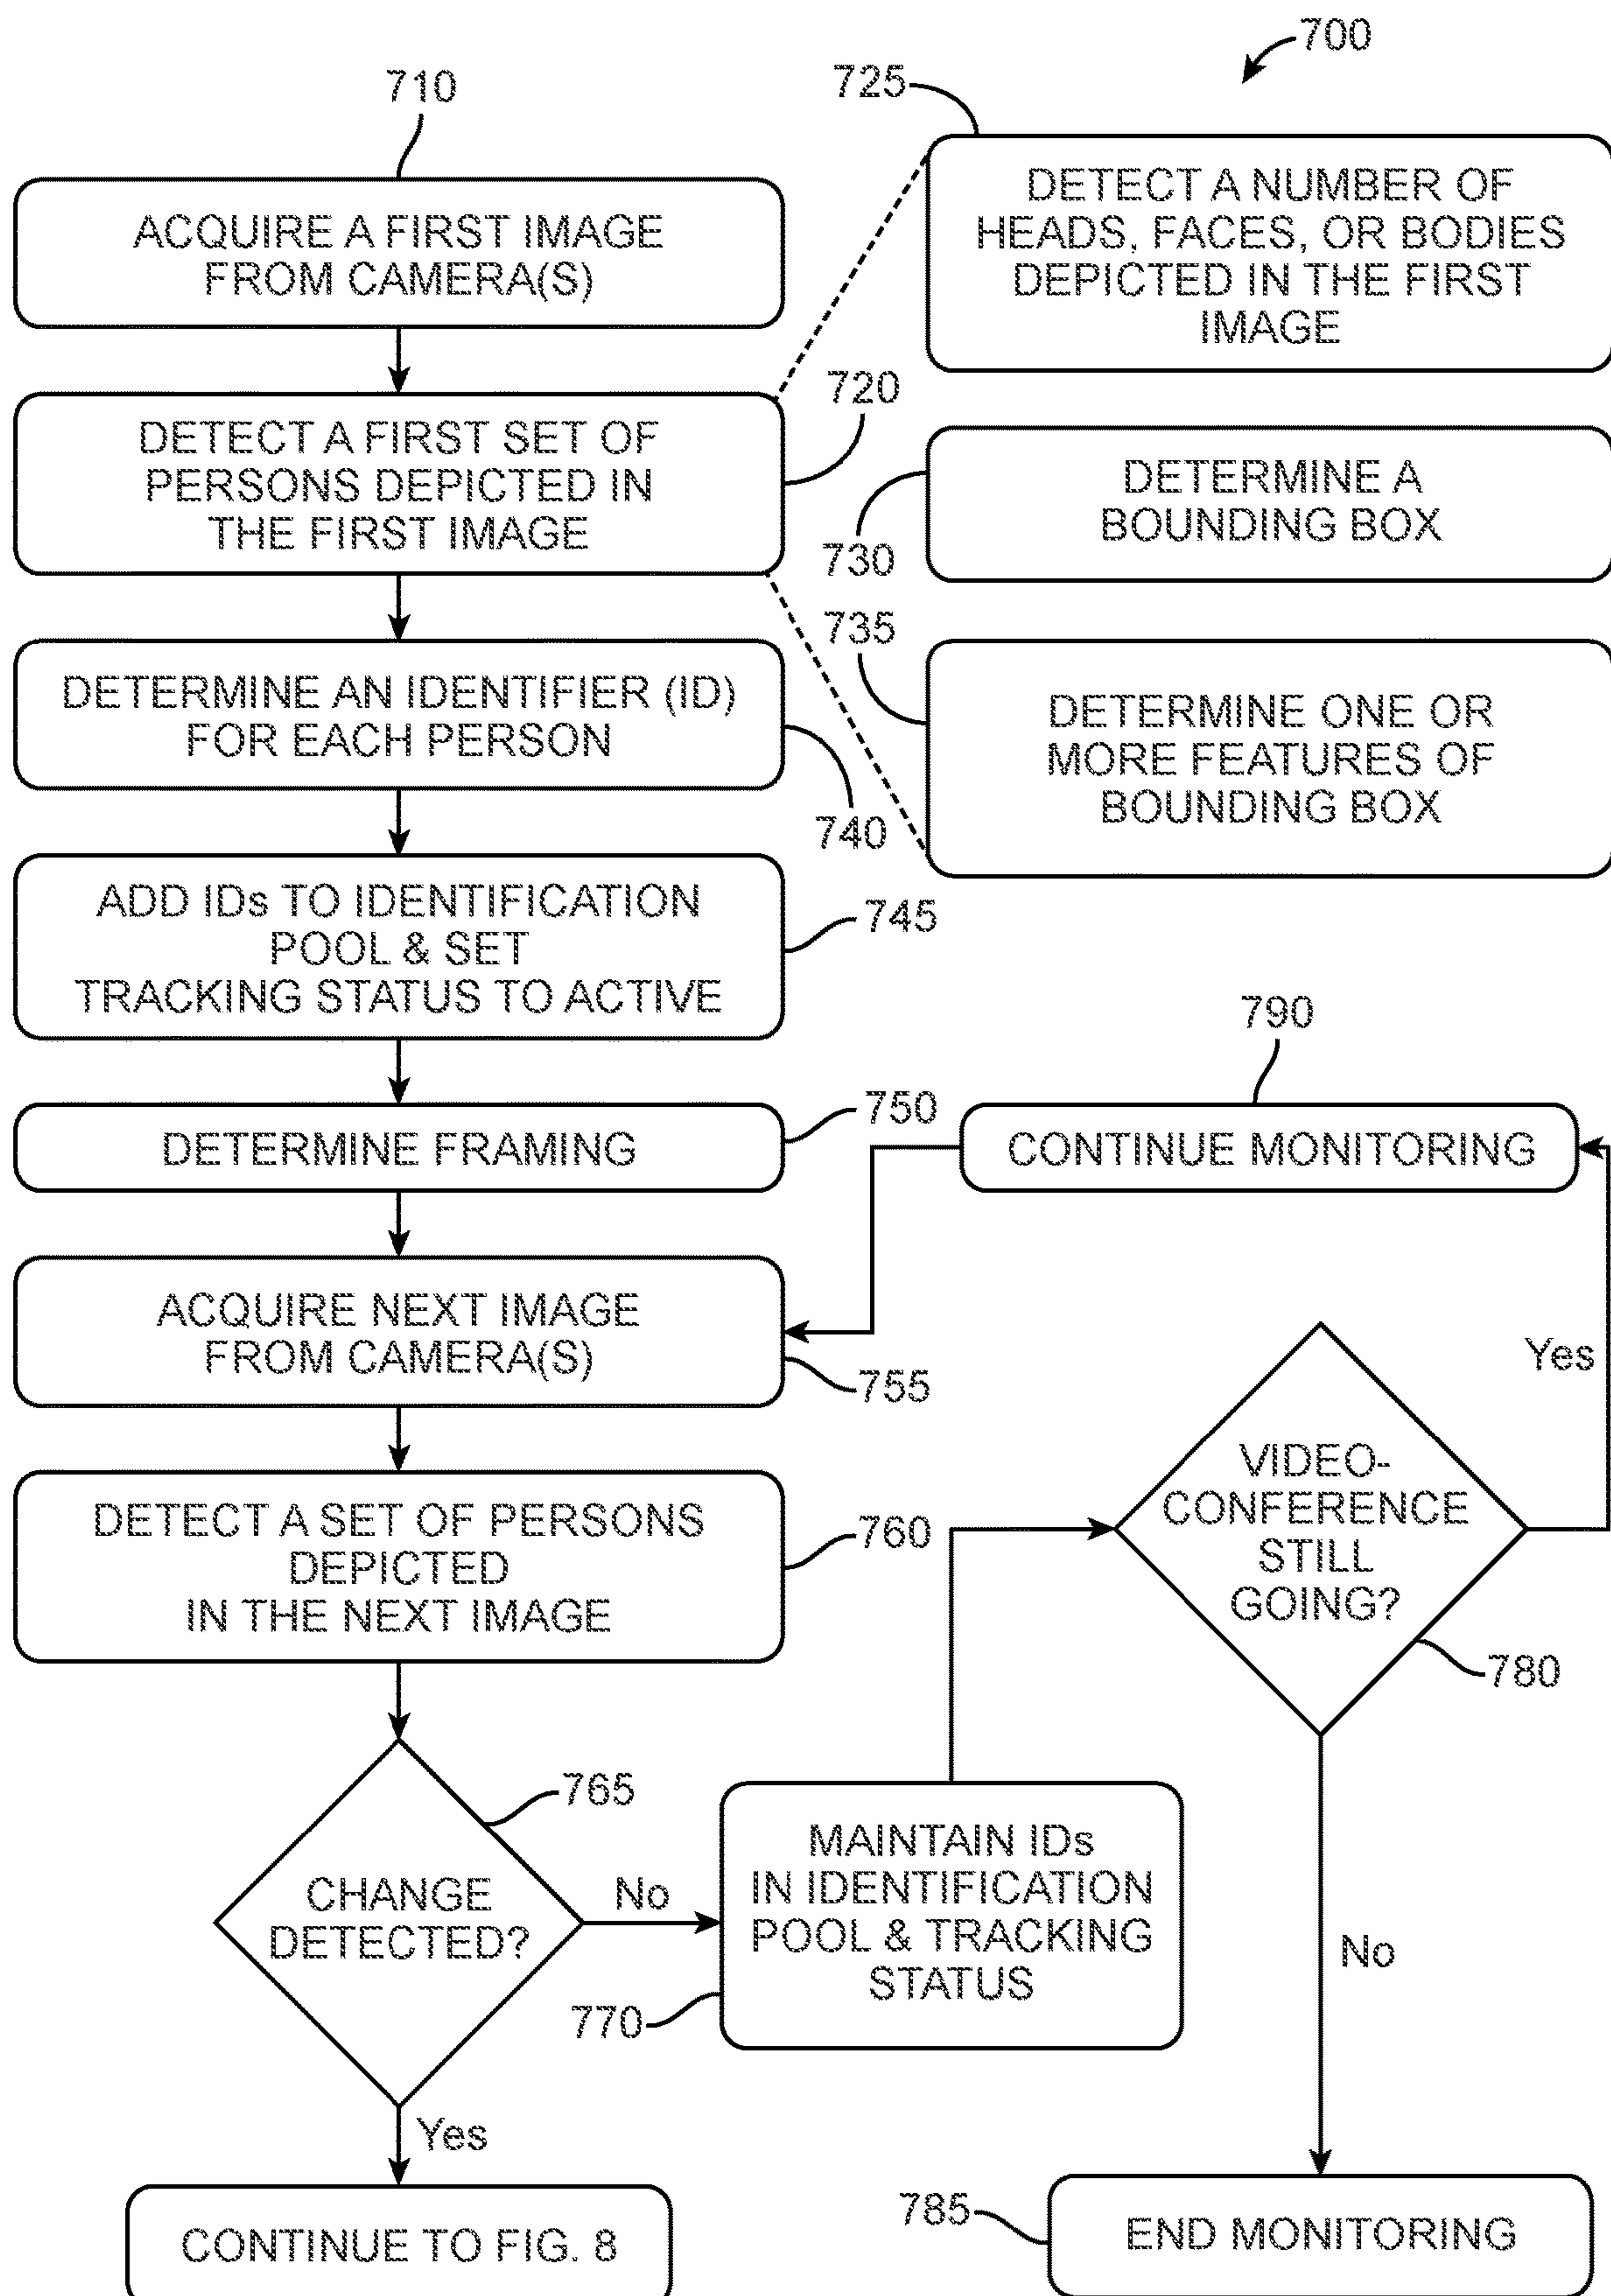 700
710
ACQUIRE A FIRST IMAGE
FROM CAMERA(S)
725
DETECT A NUMBER OF
HEADS, FACES, OR BODIES
DEPICTED IN THE FIRST
IMAGE
720
DETECT A FIRST SET OF
PERSONS DEPICTED IN
THE FIRST IMAGE
730
DETERMINE A
BOUNDING BOX
735
DETERMINE ONE OR
MORE FEATURES OF
BOUNDING BOX
DETERMINE AN IDENTIFIER (ID)
FOR EACH PERSON
740
ADD IDs TO IDENTIFICATION
POOL & SET
TRACKING STATUS TO ACTIVE
745
DETERMINE FRAMING
750
790
CONTINUE MONITORING
ACQUIRE NEXT IMAGE
FROM CAMERA(S)
755
DETECT A SET OF PERSONS
DEPICTED
IN THE NEXT IMAGE
760
VIDEO-
CONFERENCE
STILL
GOING?
780
Yes
No
765
CHANGE
DETECTED?
No
MAINTAIN IDs
IN IDENTIFICATION
POOL & TRACKING
STATUS
770
Yes
CONTINUE TO FIG. 8
785
END MONITORING